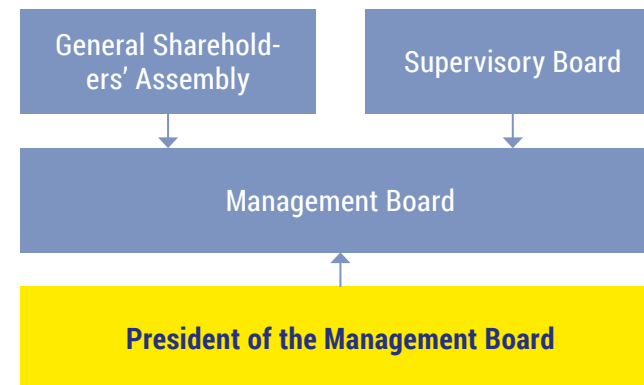 General Sharehold-
ers’ Assembly
Supervisory Board
Management Board
President of the Management Board